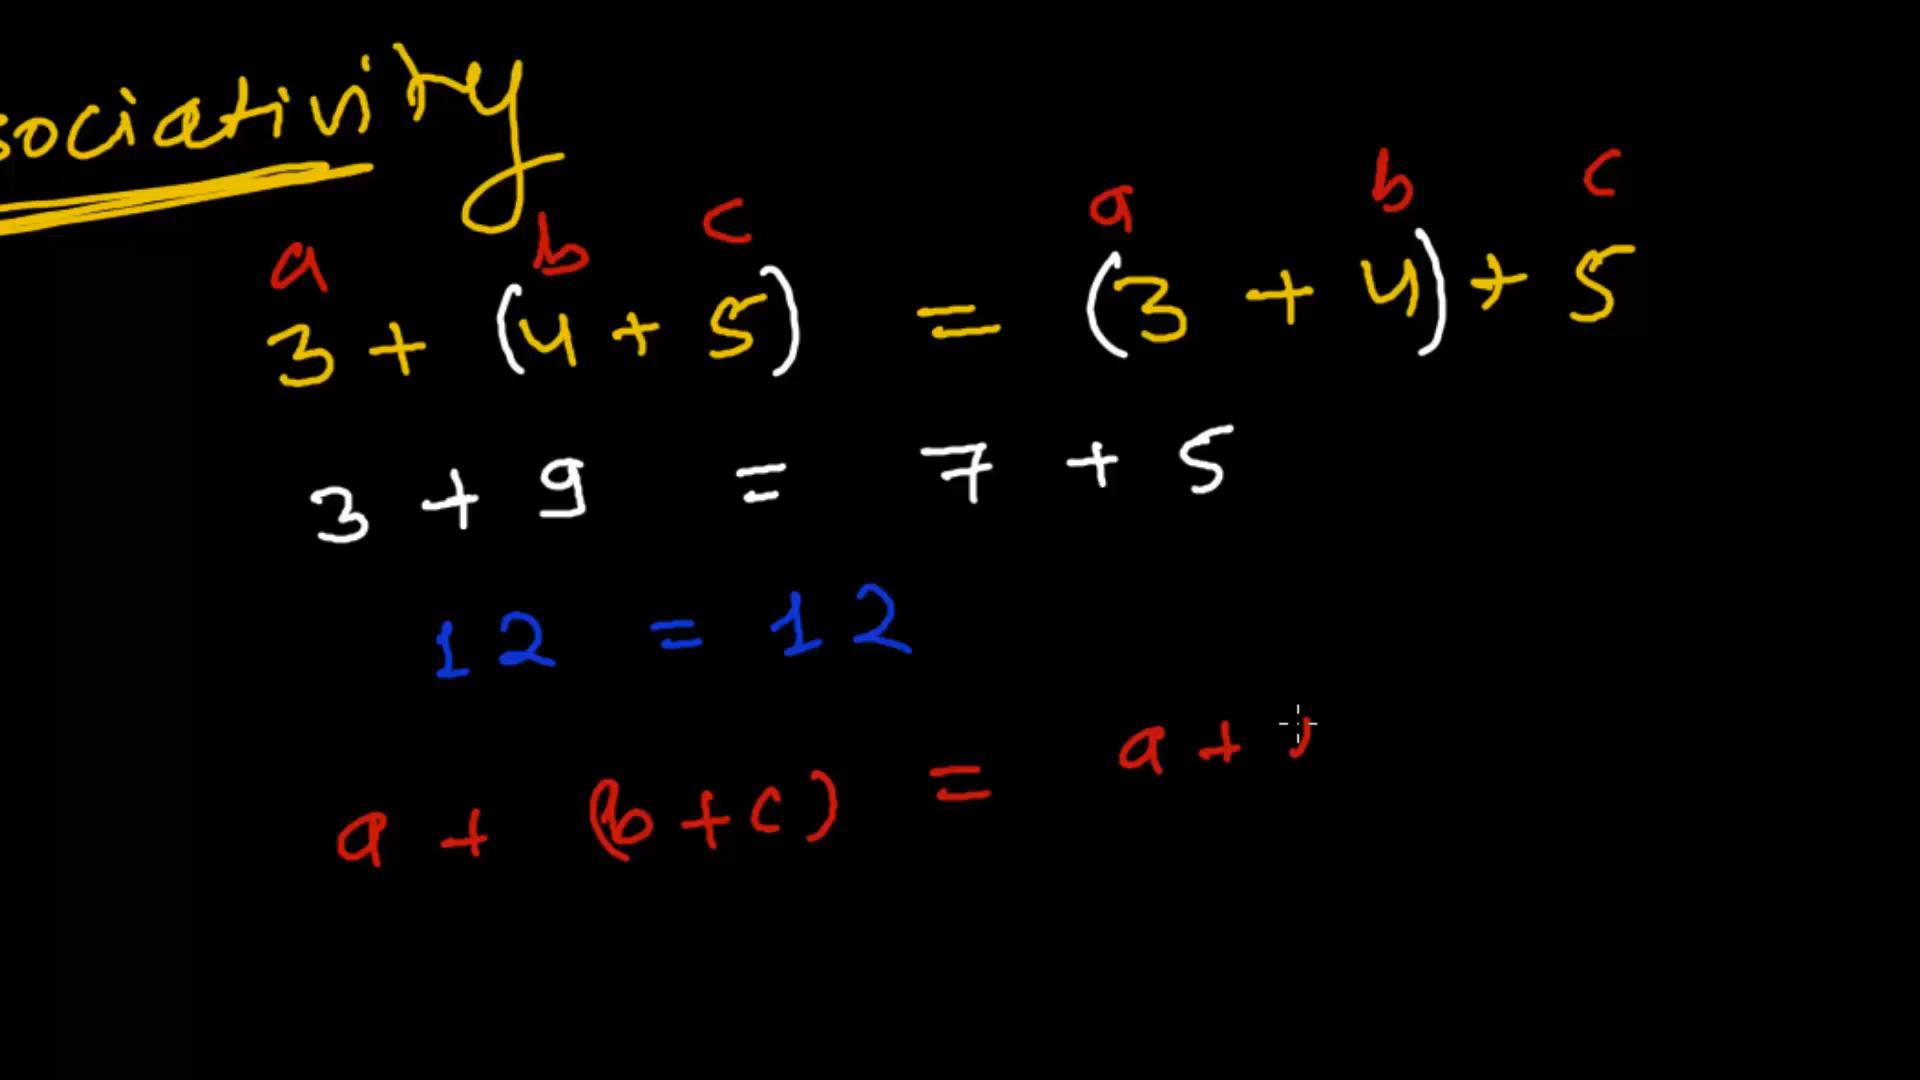 sociativity
a b c a b c
3 + (4 + 5) = (3 + 4) + 5
3 + 9 = 7 + 5
12 = 12
a + (b + c) = a +